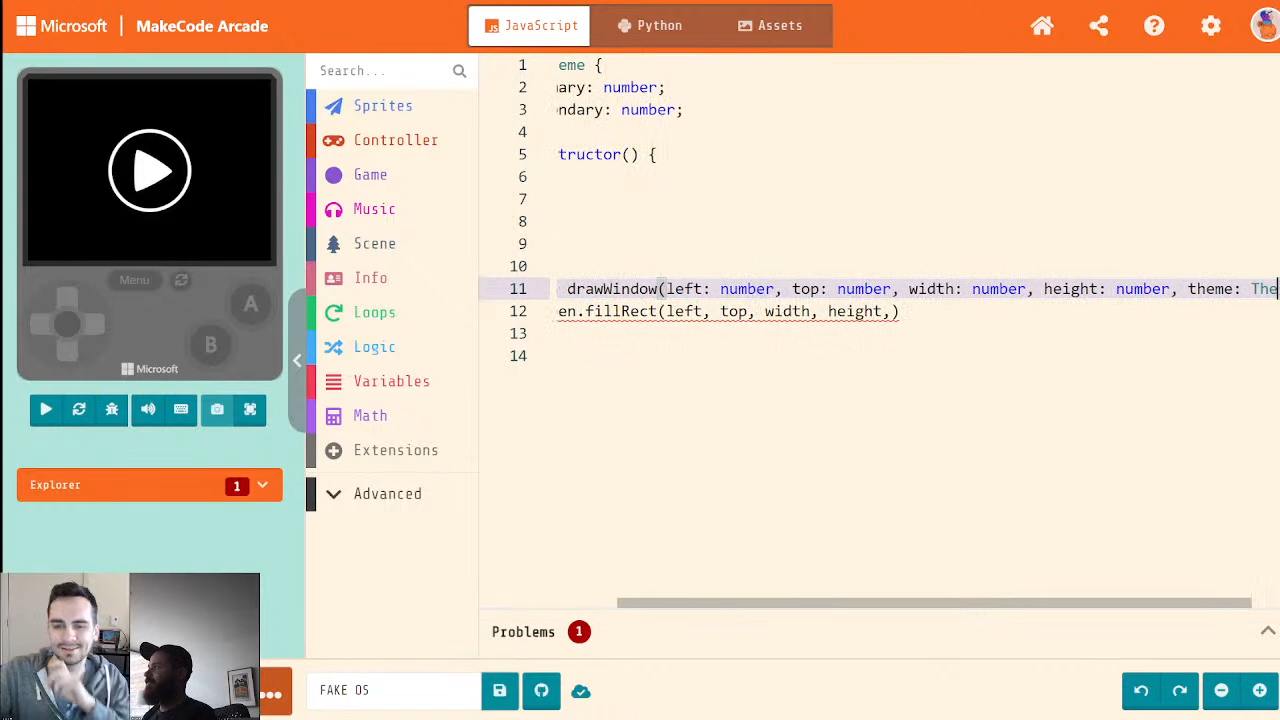 Microsoft MakeCode Arcade JavaScript Python Assets
Search...
Sprites
Controller
Game
Music
Scene
Info
Loops
Logic
Variables
Math
Extensions
Advanced
Menu
A
B
Microsoft
Explorer 1
1 eme {
2 ary: number;
3 ndary: number;
4
5 tructor() {
6
7
8
9
10
11 drawWindow(left: number, top: number, width: number, height: number, theme: The
12 en.fillRect(left, top, width, height,)
13
14
Problems 1
FAKE OS